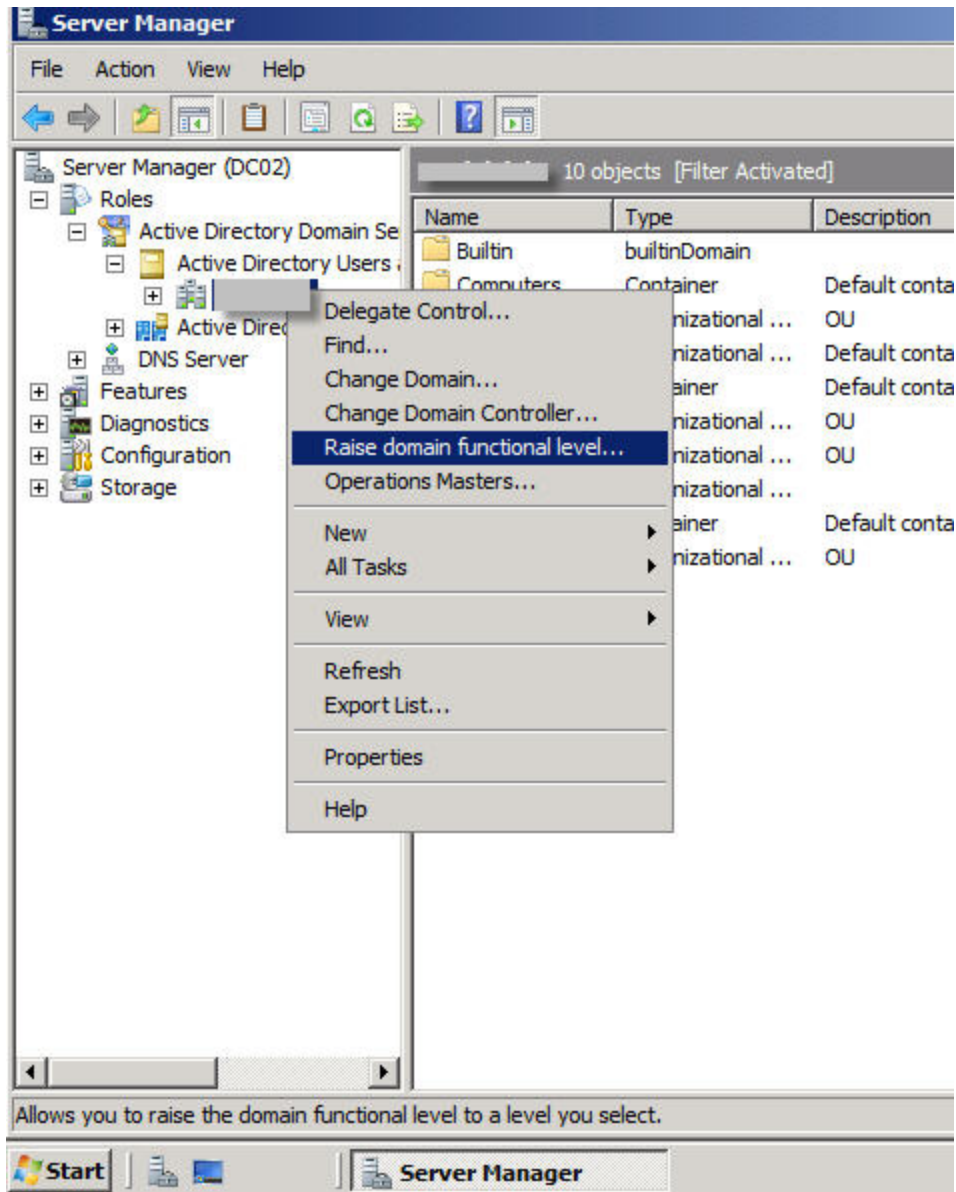 Server Manager
File Action View Help
Server Manager (DC02)
Roles
Active Directory Domain Se
Active Directory Users
Active Direc
DNS Server
Features
Diagnostics
Configuration
Storage
10 objects [Filter Activated]
Name Type Description
Builtin builtinDomain
Computers Container Default conta
nizational ... OU
nizational ... Default conta
ainer Default conta
nizational ... OU
nizational ... OU
nizational ...
ainer Default conta
nizational ... OU
Delegate Control...
Find...
Change Domain...
Change Domain Controller...
Raise domain functional level...
Operations Masters...
New
All Tasks
View
Refresh
Export List...
Properties
Help
Allows you to raise the domain functional level to a level you select.
Start Server Manager